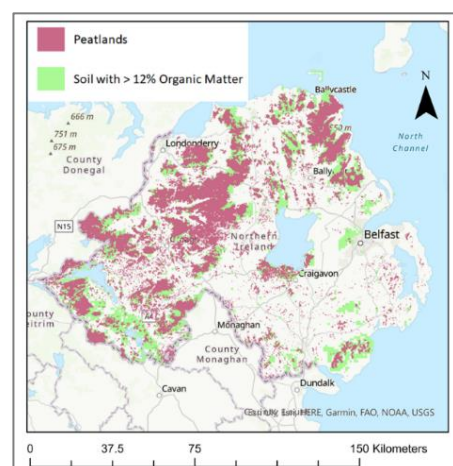 Peatlands
Soil with > 12% Organic Matter
N
Ballycastle
666 m
751 m
675 m
Londonderry
North
Channel
County
Donegal
Bally
N15
Northern
Ireland
Belfast
Craigavon
County
eitrim
Monaghan
County
Monaghan
Cavan
Dundalk
HERE, Garmin, FAO, NOAA, USGS
0 37.5 75 150 Kilometers